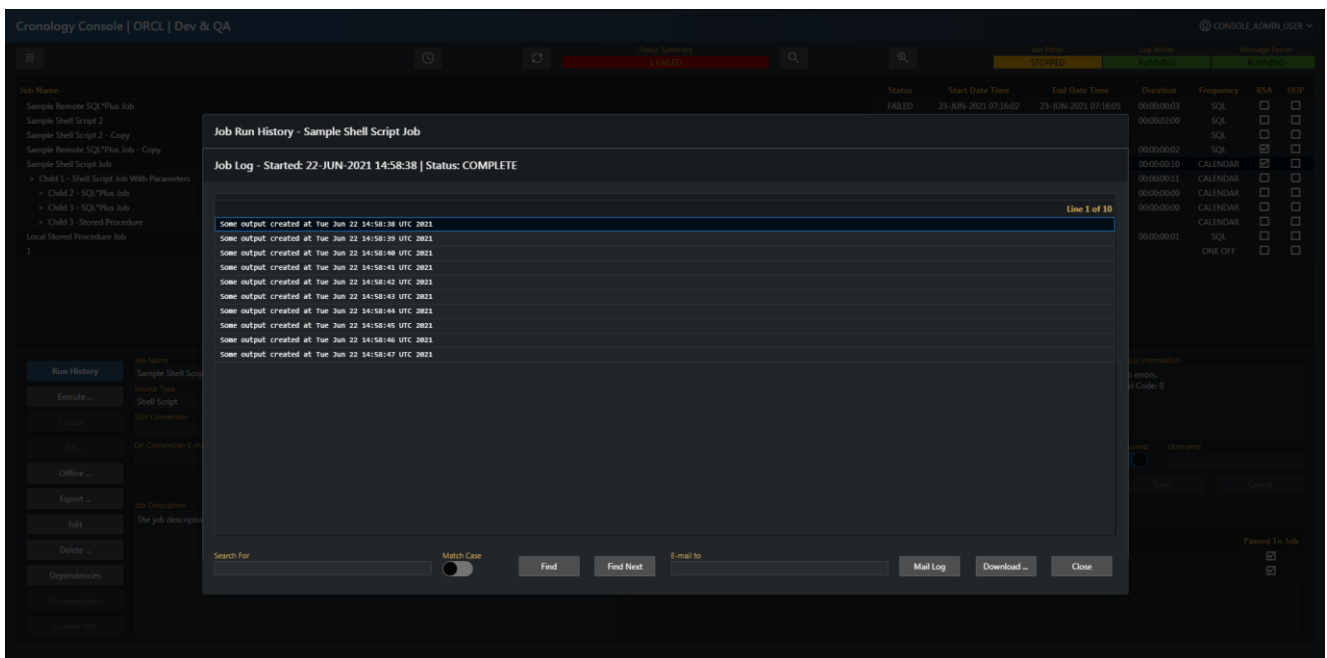 Cronology Console | ORCL | Dev & QA
CONSOLE_ADMIN_USER
Status Summary
1 FAILED
Job Poller
STOPPED
Log Writer
RUNNING
Message Server
RUNNING
Job Name Status Start Date Time End Date Time Duration Frequency RSA UOP
Sample Remote SQL*Plus Job FAILED 23-JUN-2021 07:16:02 23-JUN-2021 07:16:05 00:00:00:03 SQL
Sample Shell Script 2 00:00:02:00 SQL
Sample Shell Script 2 - Copy SQL
Sample Remote SQL*Plus Job - Copy 00:00:00:02 SQL
Sample Shell Script Job 00:00:00:10 CALENDAR
> Child 1 - Shell Script Job With Parameters 00:00:00:11 CALENDAR
> Child 2 - SQL*Plus Job 00:00:00:00 CALENDAR
> Child 3 - SQL*Plus Job 00:00:00:00 CALENDAR
> Child 3 -Stored Procedure CALENDAR
Local Stored Procedure Job 00:00:00:01 SQL
1 ONE OFF
Job Run History - Sample Shell Script Job
Job Log - Started: 22-JUN-2021 14:58:38 | Status: COMPLETE
Line 1 of 10
Some output created at Tue Jun 22 14:58:38 UTC 2021
Some output created at Tue Jun 22 14:58:39 UTC 2021
Some output created at Tue Jun 22 14:58:40 UTC 2021
Some output created at Tue Jun 22 14:58:41 UTC 2021
Some output created at Tue Jun 22 14:58:42 UTC 2021
Some output created at Tue Jun 22 14:58:43 UTC 2021
Some output created at Tue Jun 22 14:58:44 UTC 2021
Some output created at Tue Jun 22 14:58:45 UTC 2021
Some output created at Tue Jun 22 14:58:46 UTC 2021
Some output created at Tue Jun 22 14:58:47 UTC 2021
Search For
Match Case
Find
Find Next
E-mail to
Mail Log
Download ...
Close
Run History
Execute ...
Offline ...
Export ...
Edit
Delete ...
Dependencies
Documentation
Job Name
Sample Shell Scrip
Source Type
Shell Script
SSH Connection
On Completion E-m
Job Description
The job descriptio
Information
errors.
it Code: 0
Username
Save
Cancel
Passed To Job